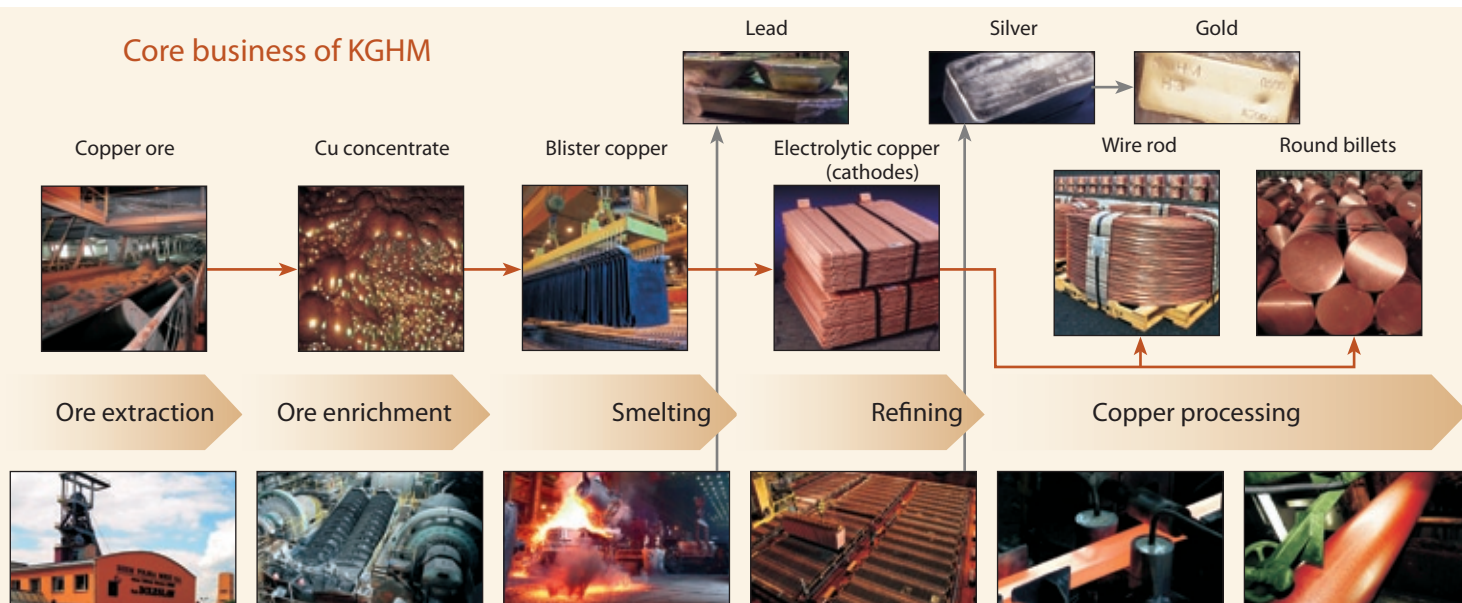 Core business of KGHM
Lead
Silver
Gold
Copper ore
Cu concentrate
Blister copper
Electrolytic copper
(cathodes)
Wire rod
Round billets
Ore extraction
Ore enrichment
Smelting
Refining
Copper processing